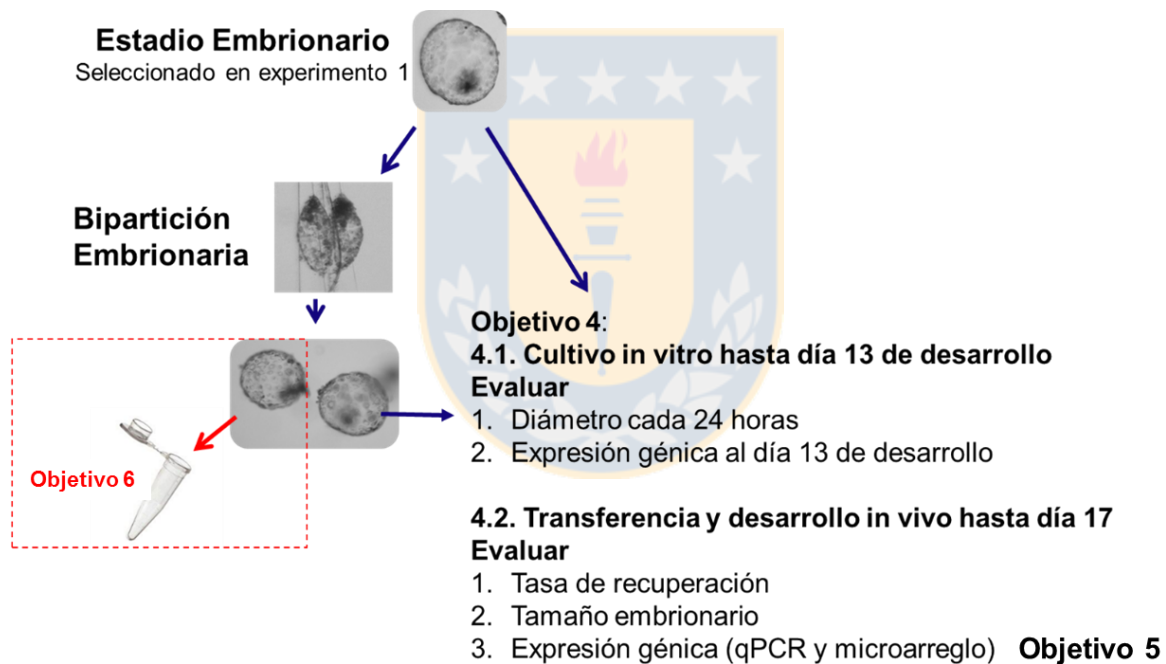 Estadio Embrionario
Seleccionado en experimento 1
Bipartición
Embrionaria
Objetivo 6
Objetivo 4:
4.1. Cultivo in vitro hasta día 13 de desarrollo
Evaluar
1. Diámetro cada 24 horas
2. Expresión génica al día 13 de desarrollo
4.2. Transferencia y desarrollo in vivo hasta día 17
Evaluar
1. Tasa de recuperación
2. Tamaño embrionario
3. Expresión génica (qPCR y microarreglo) Objetivo 5